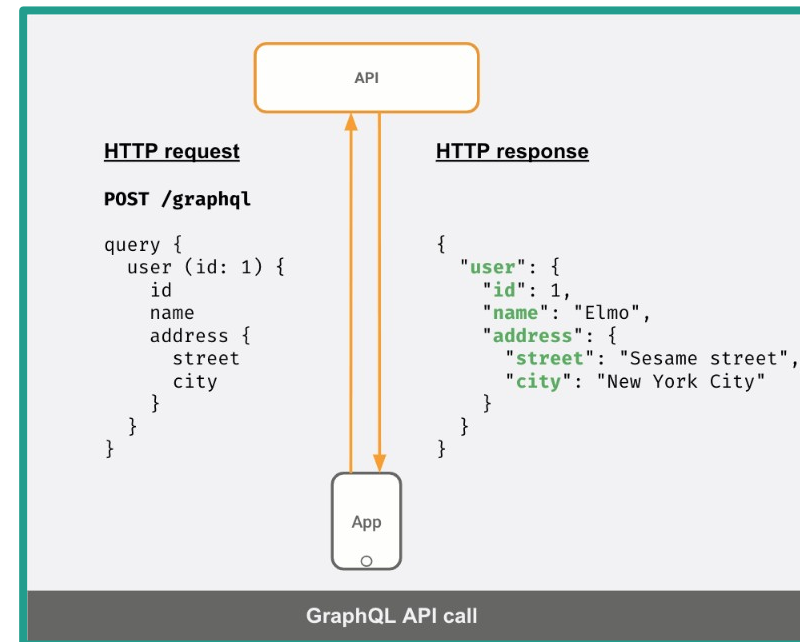 API
HTTP request
POST /graphql
query {
  user (id: 1) {
    id
    name
    address {
      street
      city
    }
  }
}
HTTP response
{
  "user": {
    "id": 1,
    "name": "Elmo",
    "address": {
      "street": "Sesame street",
      "city": "New York City"
    }
  }
}
App
GraphQL API call